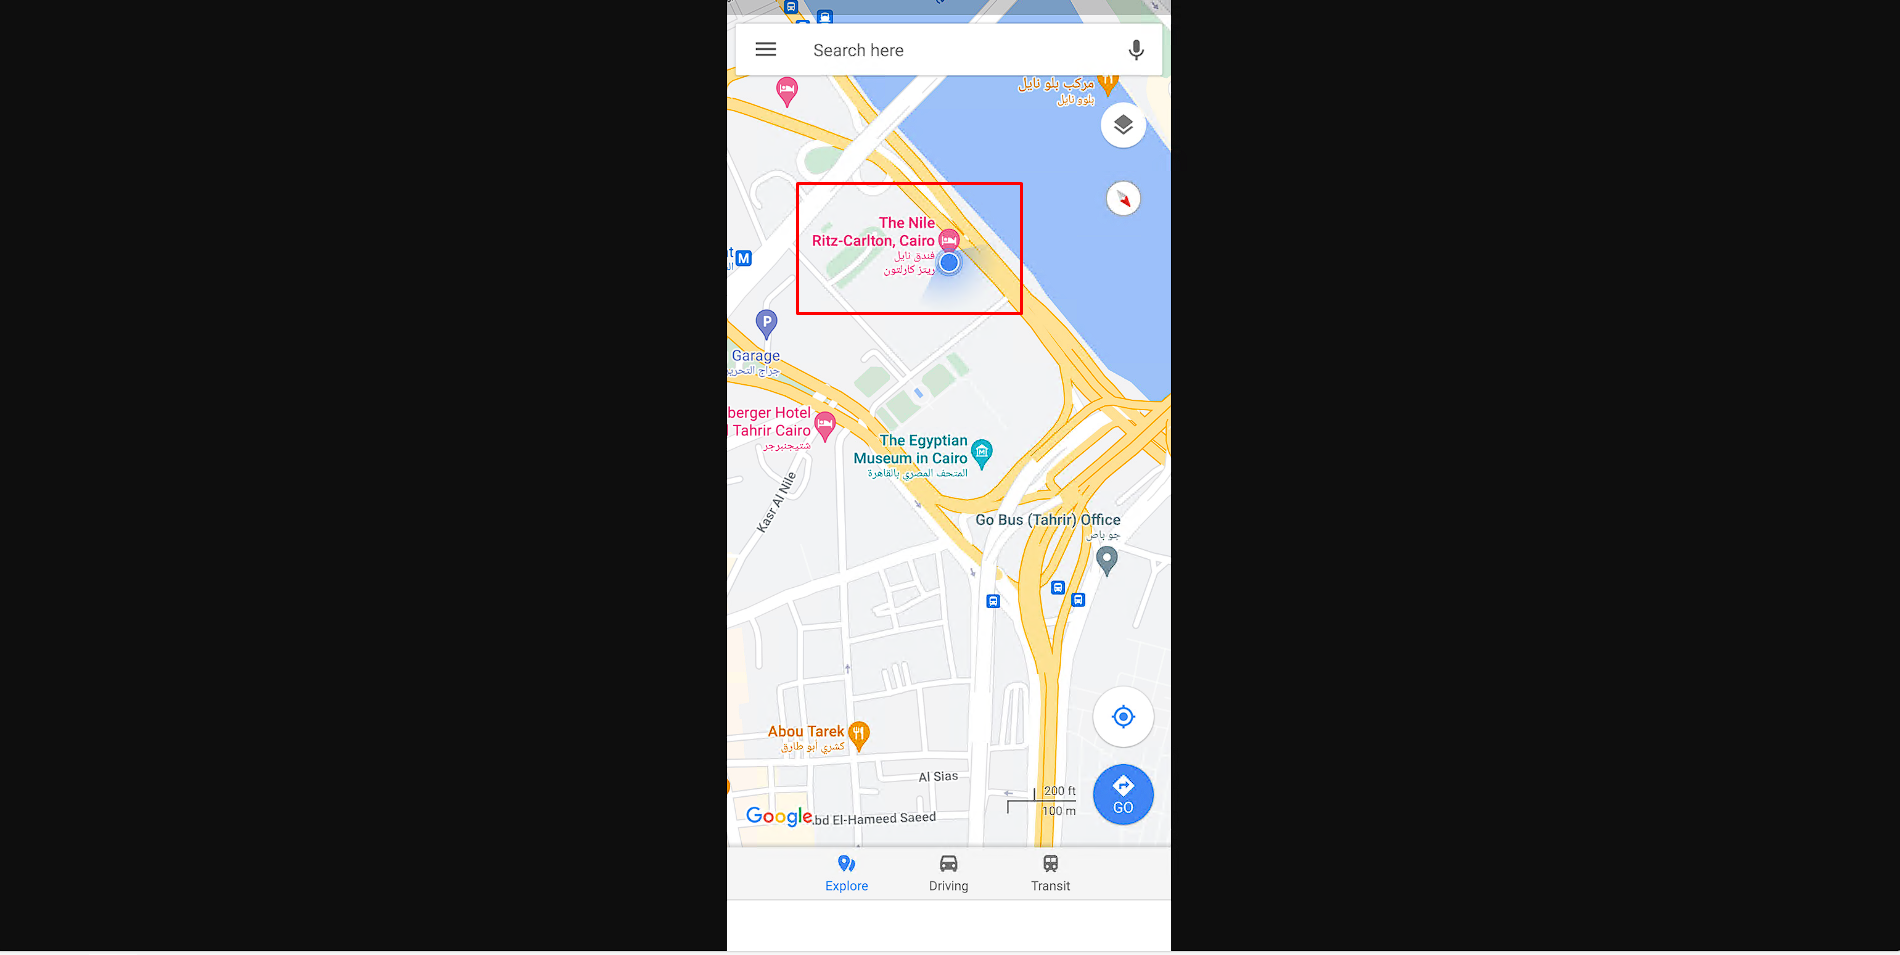 Search here
مركب بلو نايل
بلوو نايل
The Nile
Ritz-Carlton, Cairo
فندق نايل
ريتز كارلتون
M
P
Garage
جراج التحرير
berger Hotel
Tahrir Cairo
شتيجنبرجر
The Egyptian
Museum in Cairo
المتحف المصري بالقاهرة
Kasr Al Nile
Go Bus (Tahrir) Office
جو باص
Abou Tarek
كشري أبو طارق
Al Sias
200 ft
100 m
GO
Google
bd El-Hameed Saeed
Explore
Driving
Transit